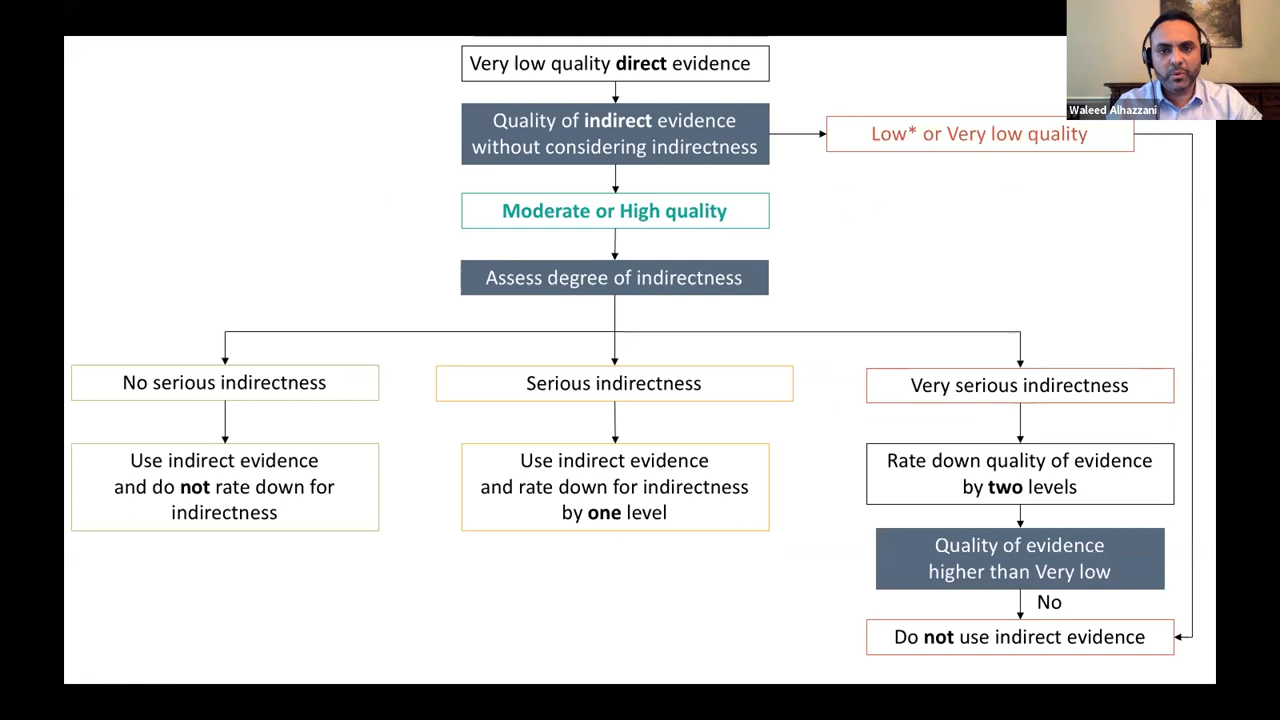 Very low quality direct evidence
Waleed Alhazzani
Quality of indirect evidence
without considering indirectness
Low* or Very low quality
Moderate or High quality
Assess degree of indirectness
No serious indirectness
Serious indirectness
Very serious indirectness
Use indirect evidence
and do not rate down for
indirectness
Use indirect evidence
and rate down for indirectness
by one level
Rate down quality of evidence
by two levels
Quality of evidence
higher than Very low
No
Do not use indirect evidence